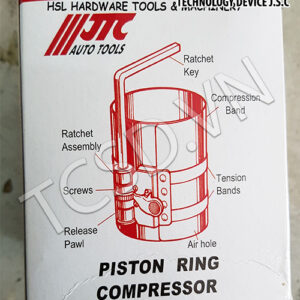 HSL HARDWARE TOOLS & MACHINERY
TECHNOLOGY DEVICE J.S.C
JTC
AUTO TOOLS
Ratchet
Key
Compression
Band
Ratchet
Assembly
Screws
Tension
Bands
Release
Pawl
Air hole
TCSD.VN
PISTON RING
COMPRESSOR